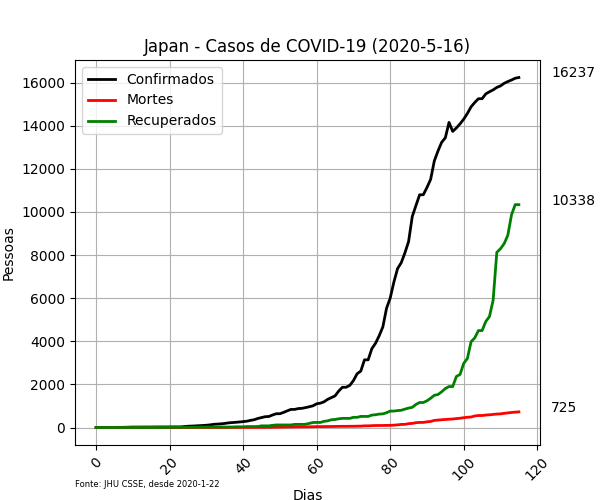 Japan - Casos de COVID-19 (2020-5-16)
Confirmados
Mortes
Recuperados
16237
10338
725
Pessoas
16000
14000
12000
10000
8000
6000
4000
2000
0
0 20 40 60 80 100 120
Dias
Fonte: JHU CSSE, desde 2020-1-22